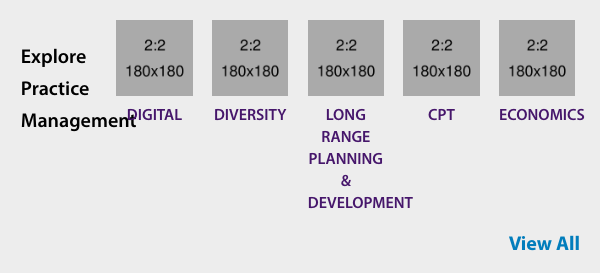 Explore
Practice
Management
2:2
180x180
DIGITAL
2:2
180x180
DIVERSITY
2:2
180x180
LONG
RANGE
PLANNING
&
DEVELOPMENT
2:2
180x180
CPT
2:2
180x180
ECONOMICS
View All